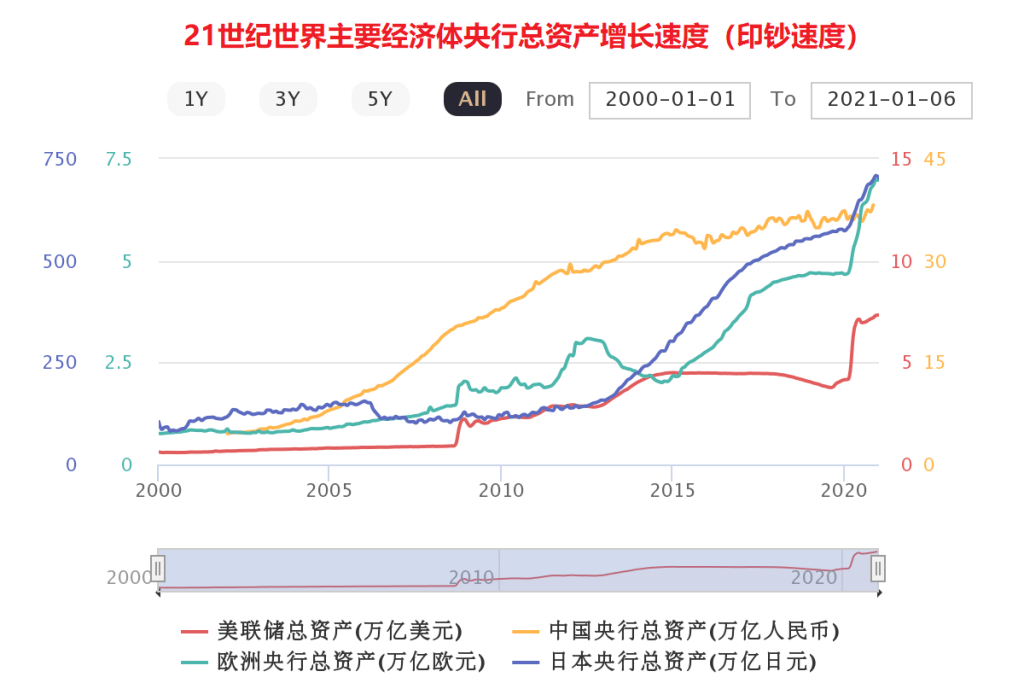 21世纪世界主要经济体央行总资产增长速度（印钞速度）
1Y 3Y 5Y All From 2000-01-01 To 2021-01-06
750 7.5 15 45
500 5 10 30
250 2.5 5 15
0 0 0 0
2000 2005 2010 2015 2020
2000 2010 2020
美联储总资产(万亿美元) 中国央行总资产(万亿人民币)
欧洲央行总资产(万亿欧元) 日本央行总资产(万亿日元)